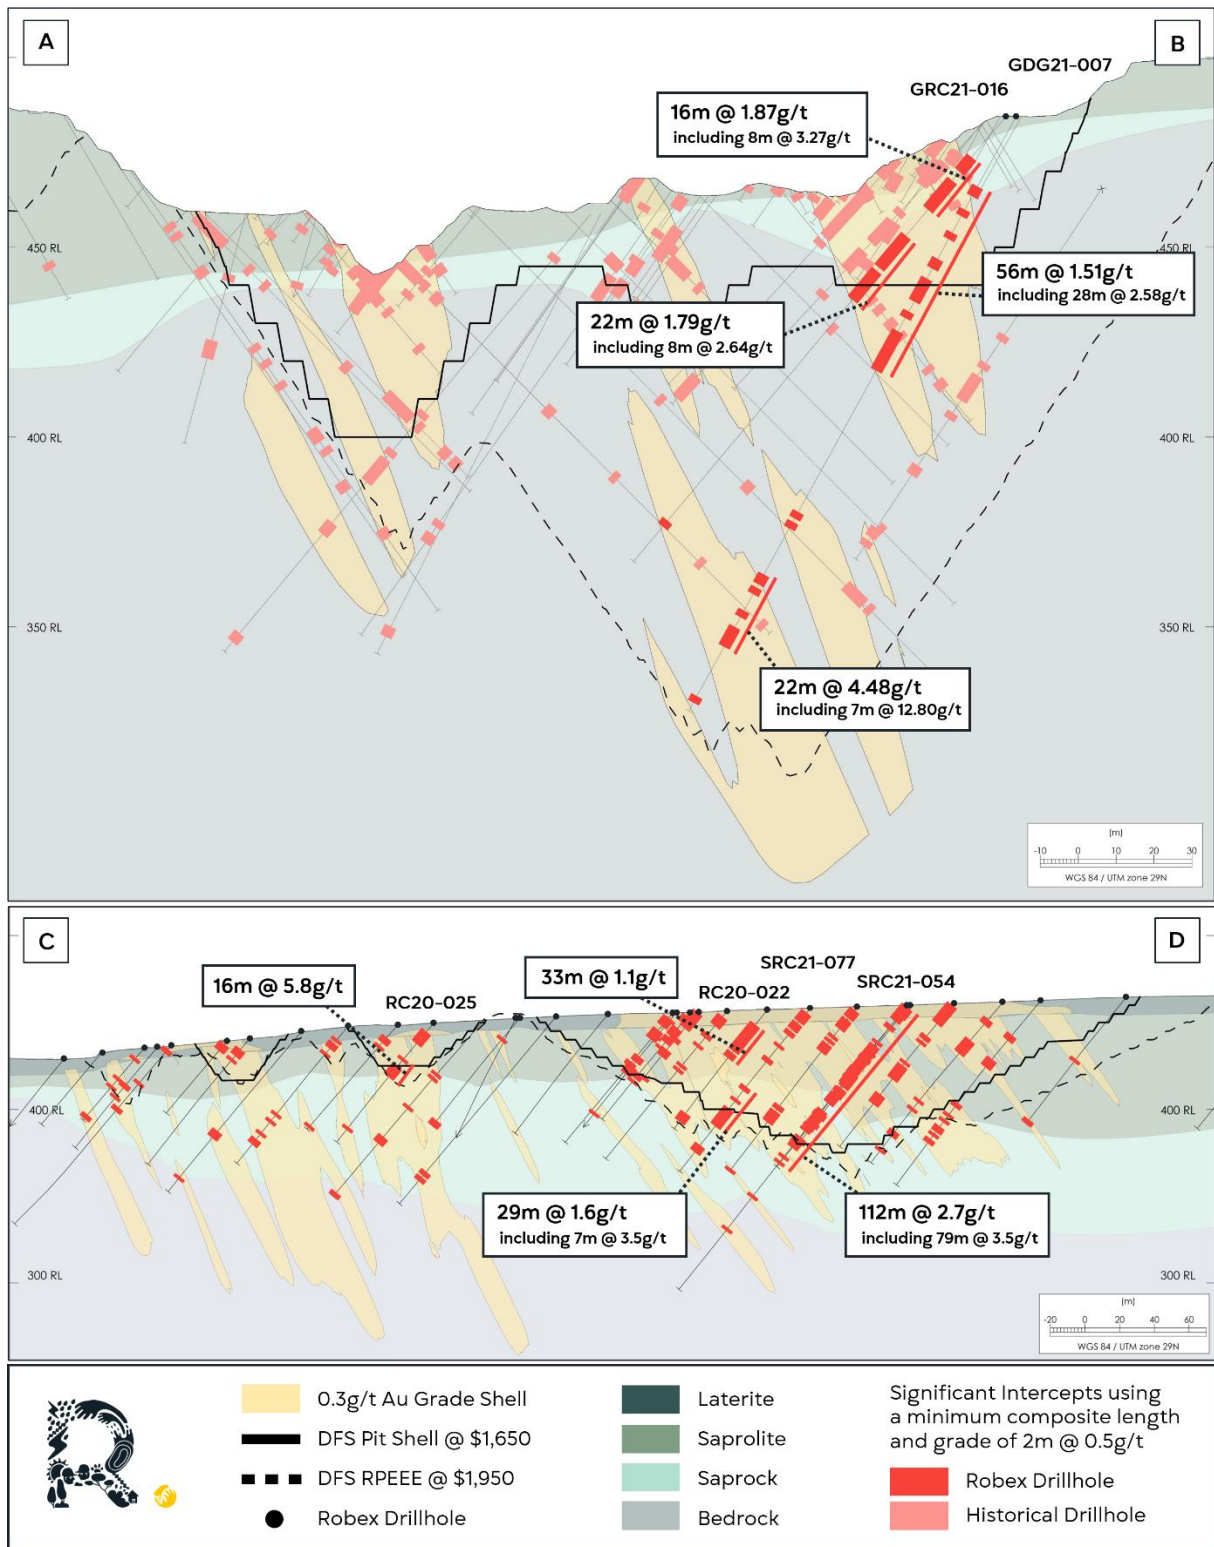 A
B
GDG21-007
GRC21-016
16m @ 1.87g/t
including 8m @ 3.27g/t
450 RL
450 RL
56m @ 1.51g/t
including 28m @ 2.58g/t
22m @ 1.79g/t
including 8m @ 2.64g/t
400 RL
400 RL
350 RL
350 RL
22m @ 4.48g/t
including 7m @ 12.80g/t
(m)
-10 0 10 20 30
WGS 84 / UTM zone 29N
C
D
SRC21-077
16m @ 5.8g/t
33m @ 1.1g/t
RC20-025
RC20-022
SRC21-054
400 RL
400 RL
29m @ 1.6g/t
including 7m @ 3.5g/t
112m @ 2.7g/t
including 79m @ 3.5g/t
300 RL
300 RL
(m)
-20 0 20 40 60
WGS 84 / UTM zone 29N
0.3g/t Au Grade Shell
DFS Pit Shell @ $1,650
DFS RPEEE @ $1,950
Robex Drillhole
Laterite
Saprolite
Saprock
Bedrock
Significant Intercepts using
a minimum composite length
and grade of 2m @ 0.5g/t
Robex Drillhole
Historical Drillhole
R.